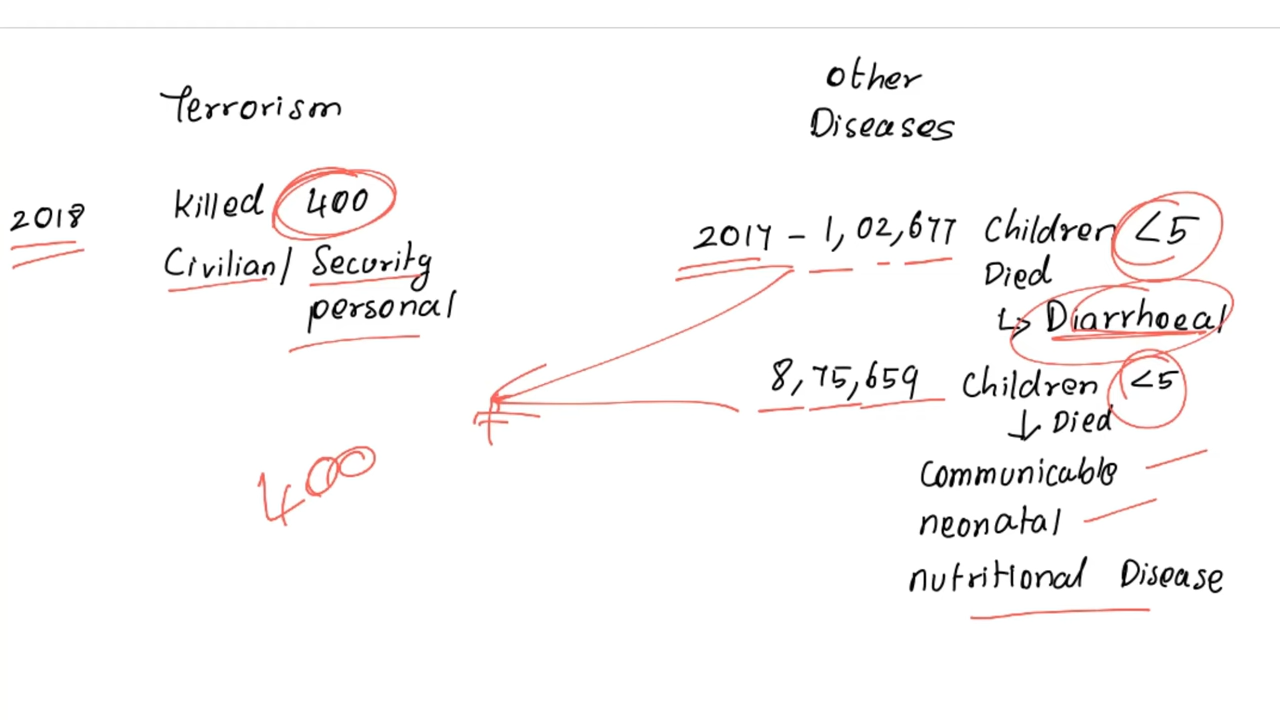 Terrorism
2018 killed 400
Civilian/ Security
personal
400
other
Diseases
2017 - 1,02,677 Children <5
Died
↳ Diarrhoeal
8,75,659 Children <5
↓ Died
communicable
neonatal
nutritional Disease